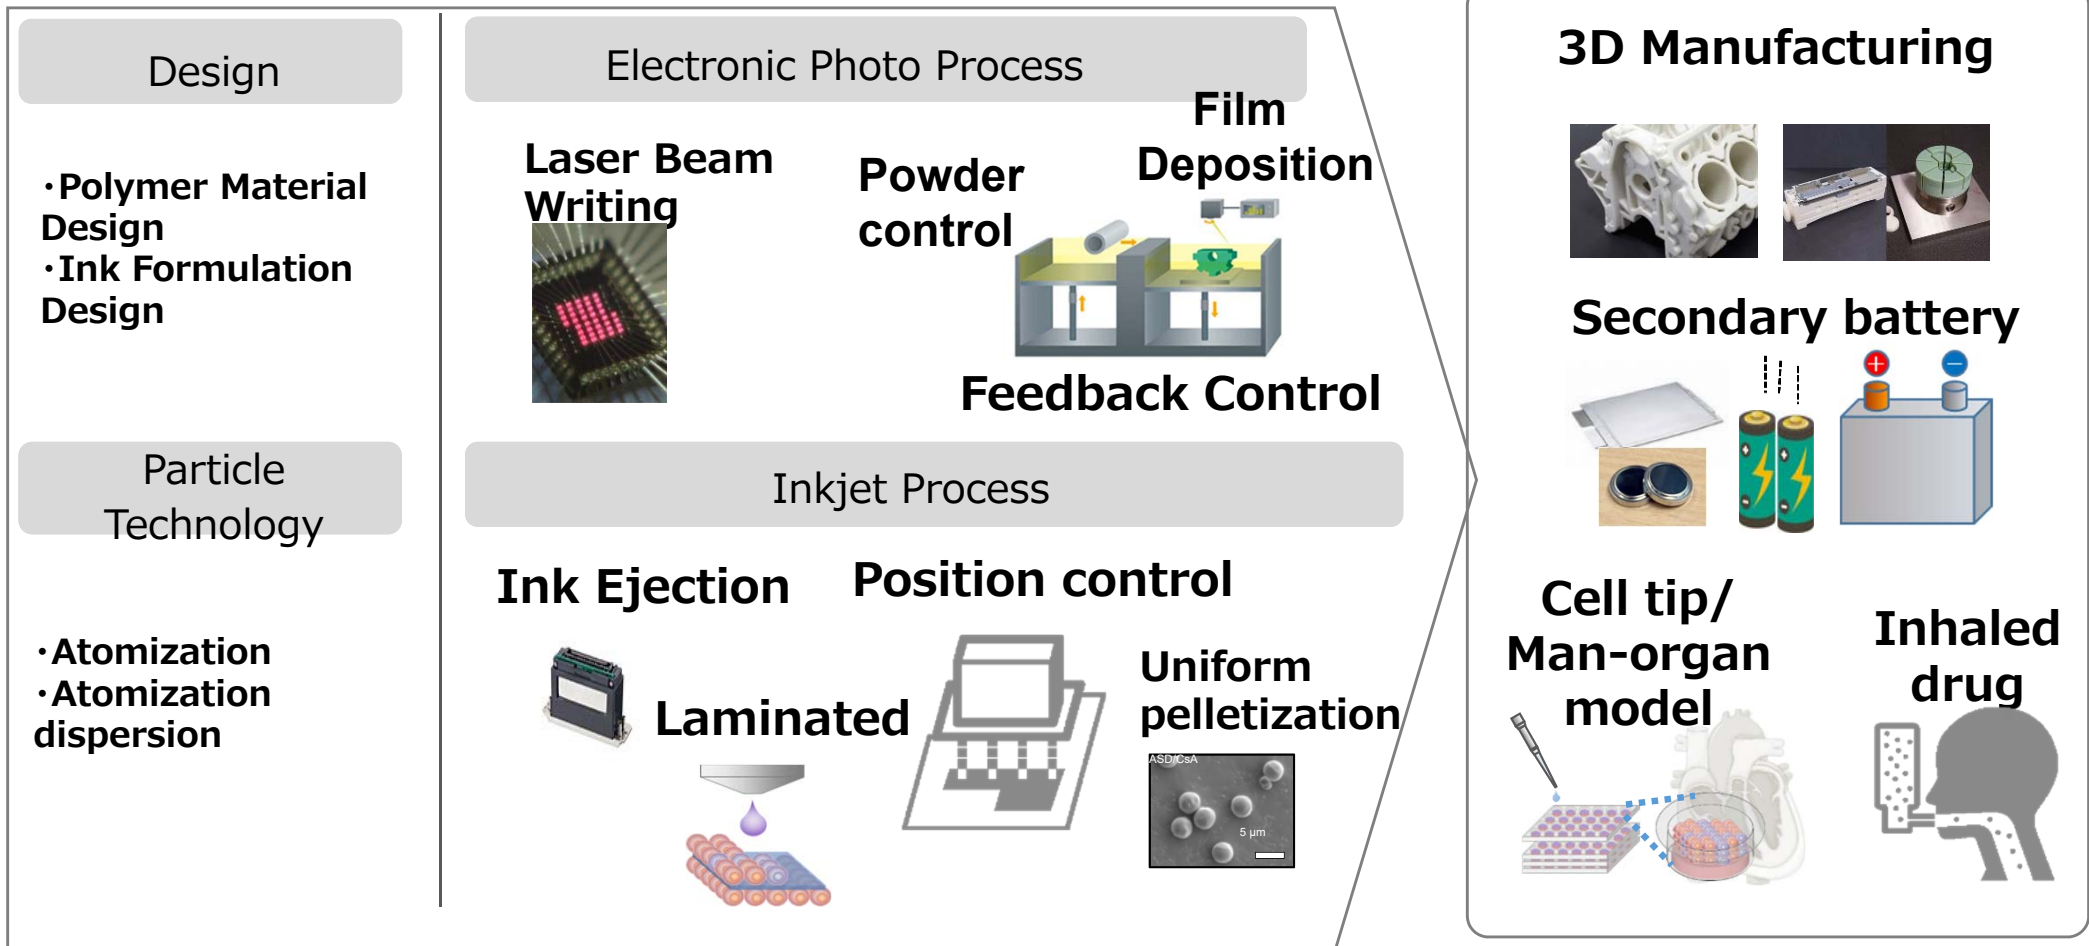 Design
・Polymer Material
Design
・Ink Formulation
Design
Particle
Technology
・Atomization
・Atomization
dispersion
Electronic Photo Process
Laser Beam
Writing
Powder
control
Film
Deposition
Feedback Control
Inkjet Process
Ink Ejection
Position control
Laminated
Uniform
pelletization
ASD/CsA
5 μm
3D Manufacturing
Secondary battery
Cell tip/
Man-organ
model
Inhaled
drug